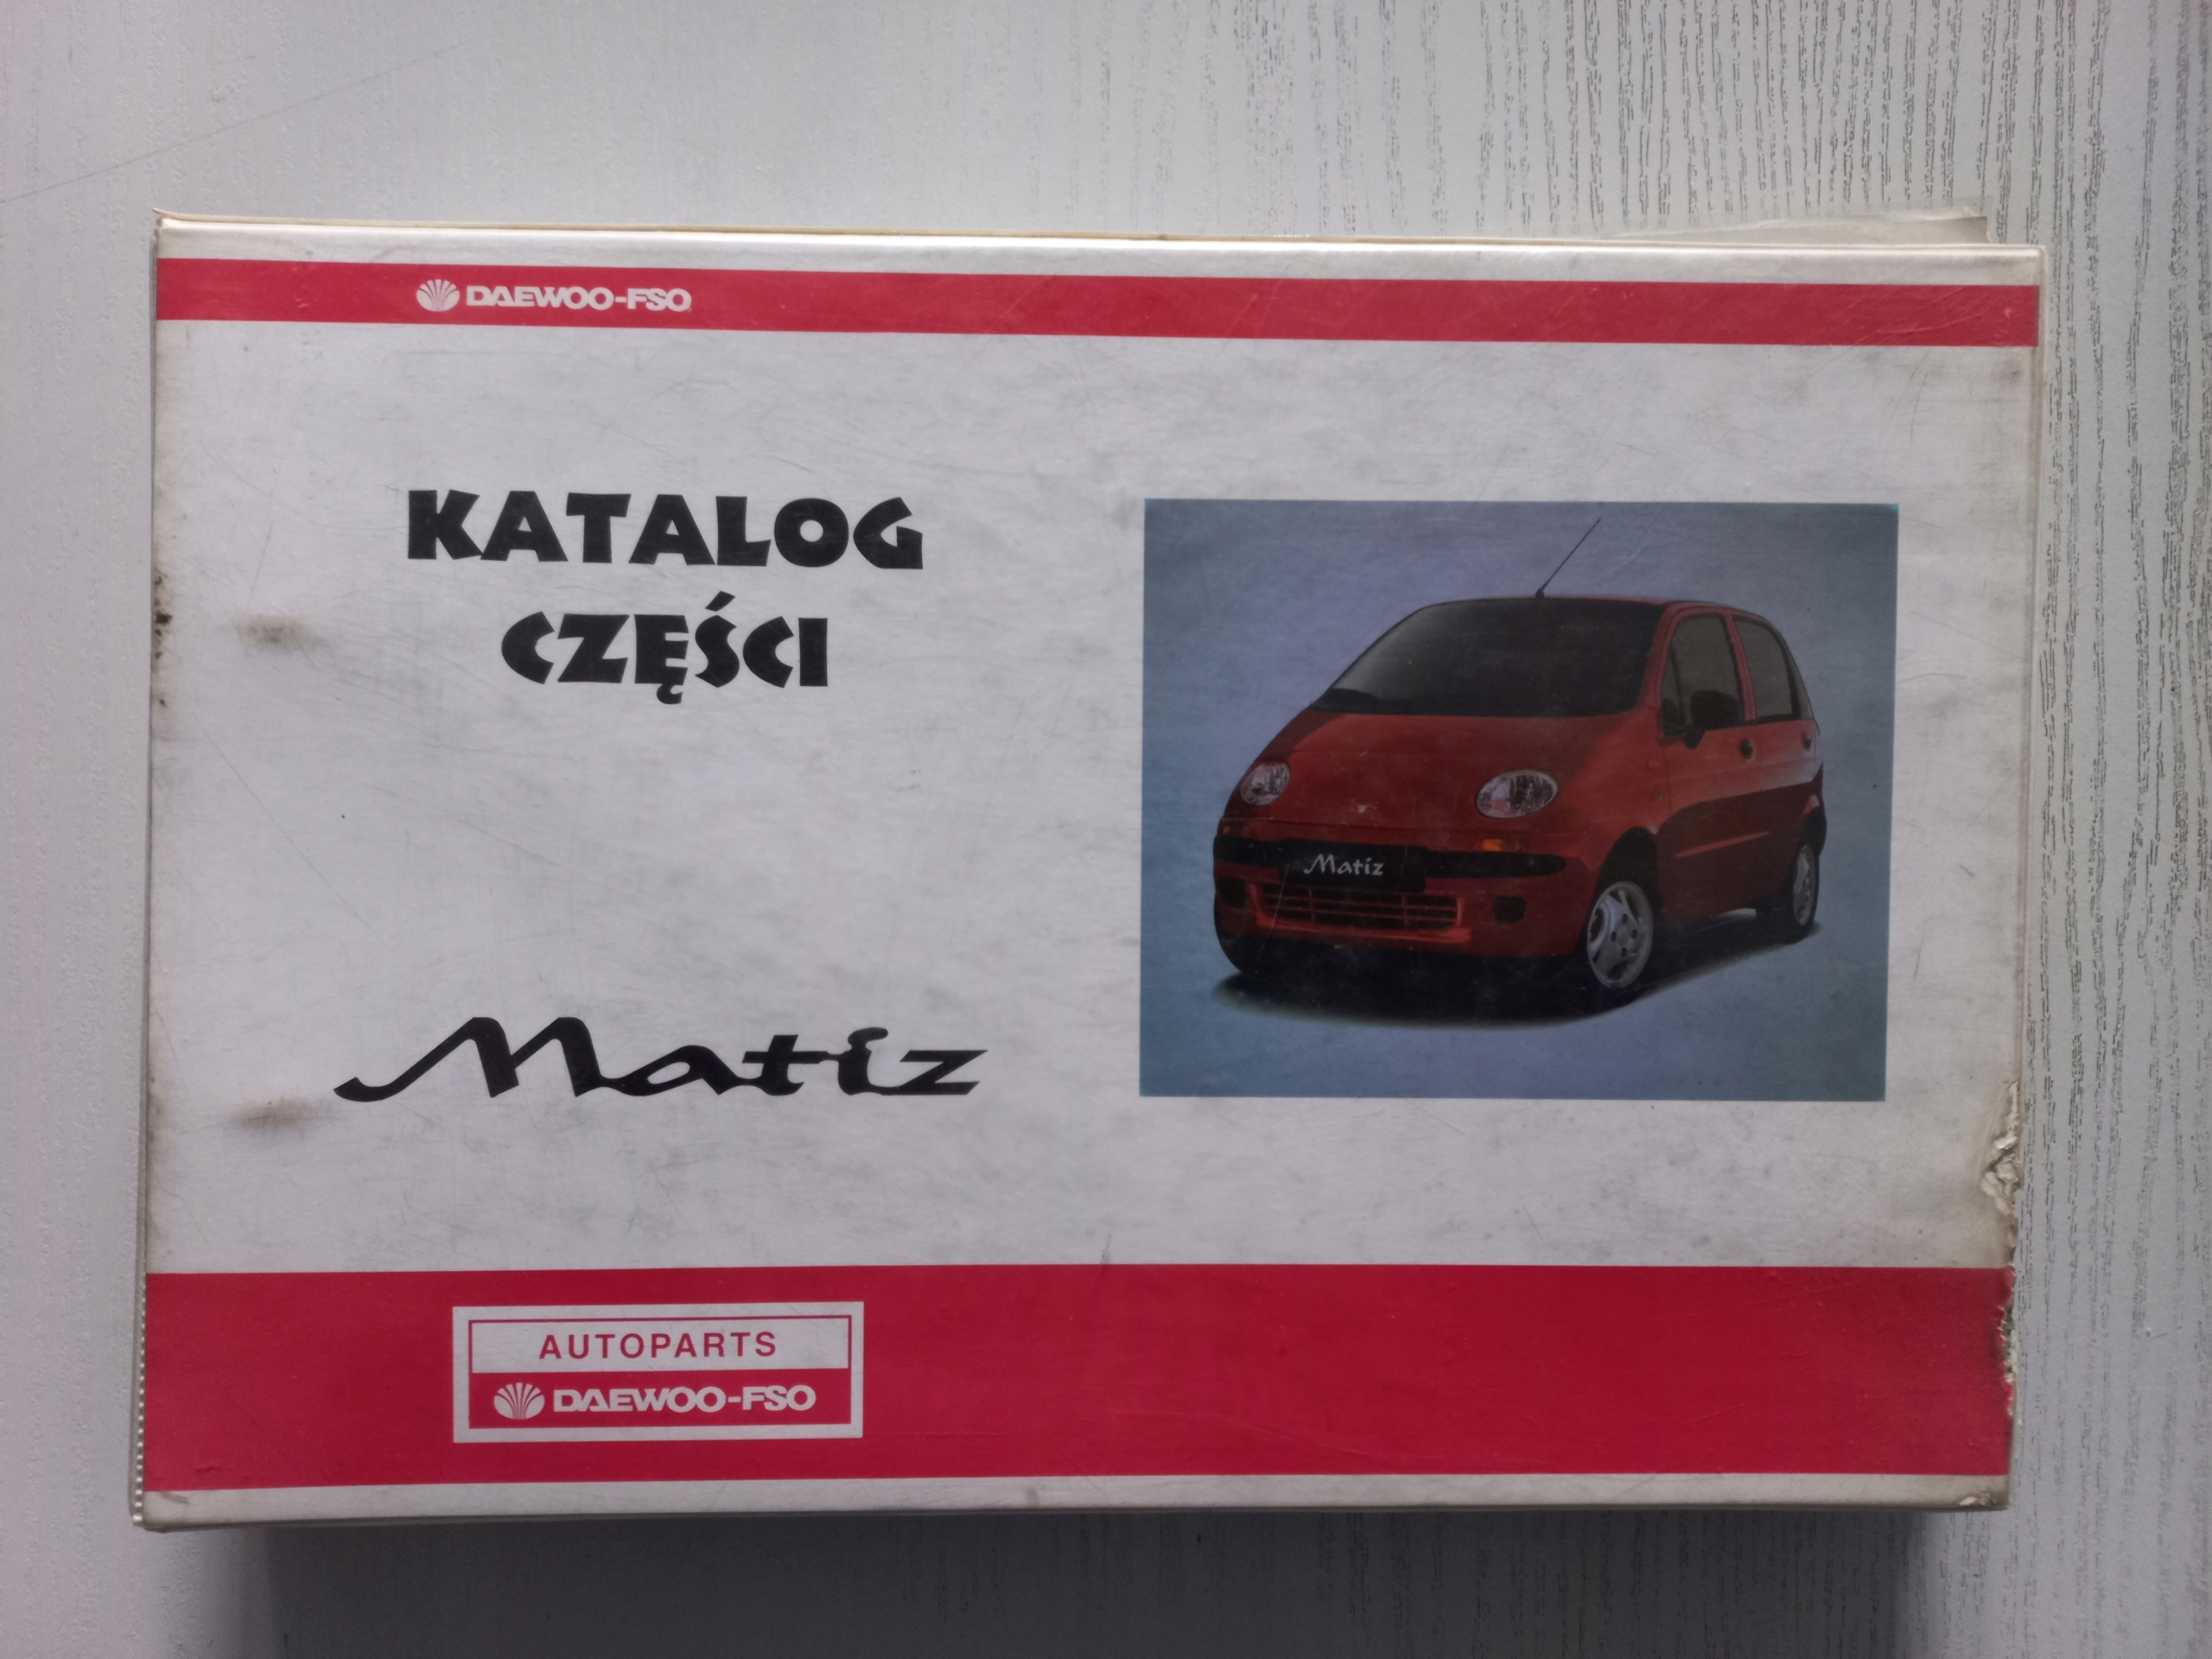 DAEWOO-FSO
KATALOG
CZĘŚCI
Matiz
Matiz
AUTOPARTS
DAEWOO-FSO